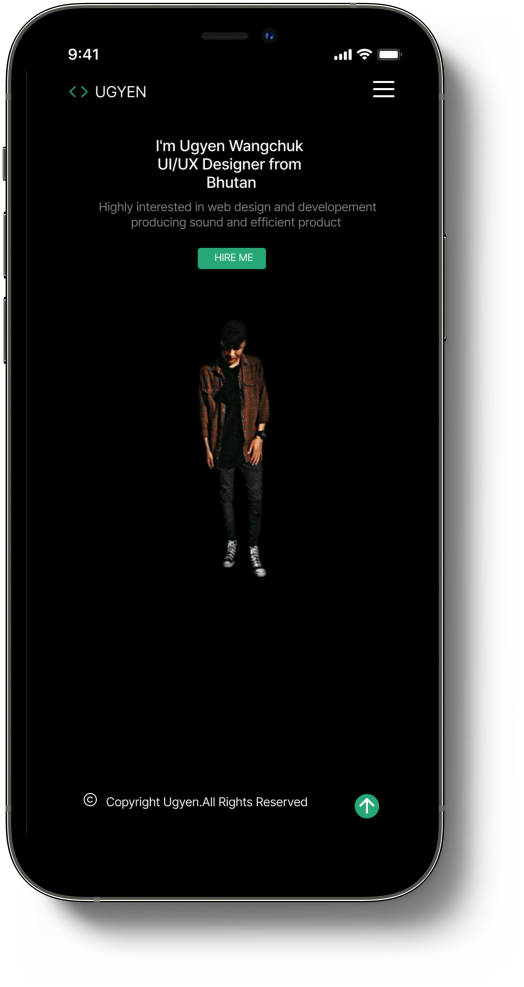 9:41
UGYEN
I'm Ugyen Wangchuk
UI/UX Designer from
Bhutan
Highly interested in web design and developement
producing sound and efficient product
HIRE ME
© Copyright Ugyen.All Rights Reserved